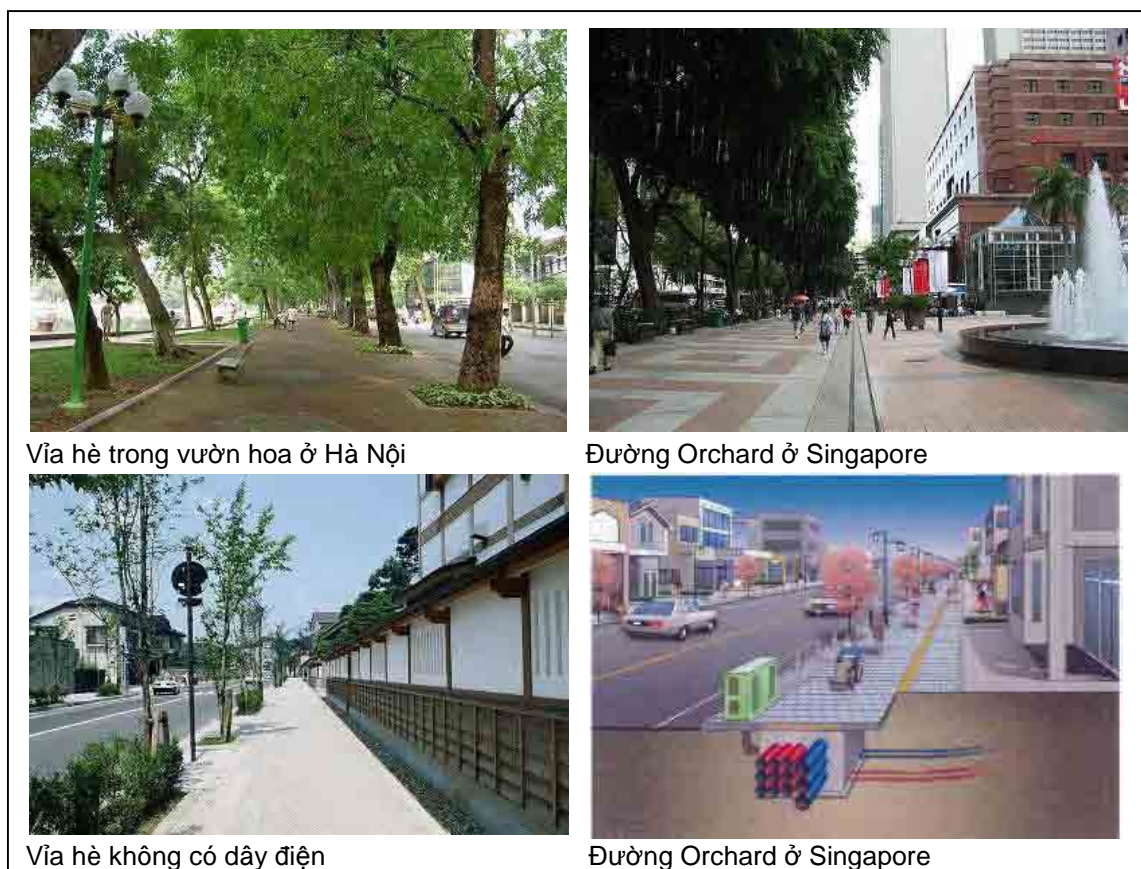 Vỉa hè trong vườn hoa ở Hà Nội
Đường Orchard ở Singapore
Vỉa hè không có dây điện
Đường Orchard ở Singapore